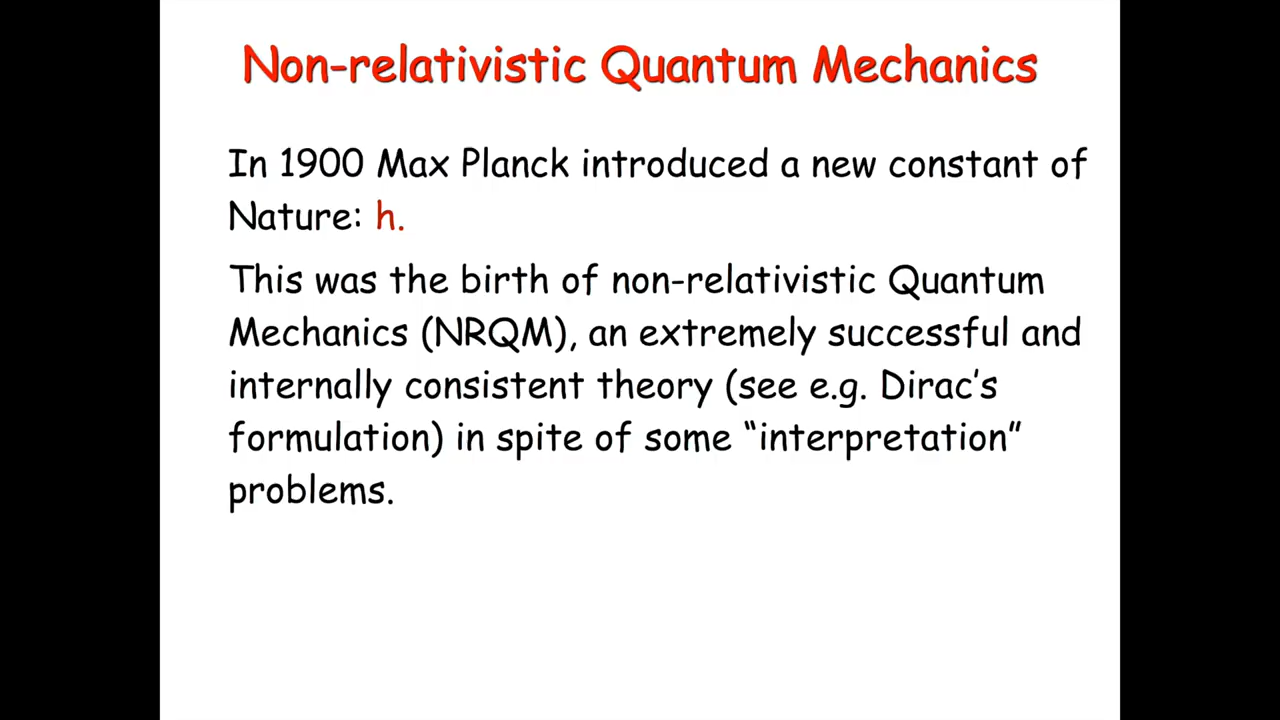 Non-relativistic Quantum Mechanics
In 1900 Max Planck introduced a new constant of
Nature: h.
This was the birth of non-relativistic Quantum
Mechanics (NRQM), an extremely successful and
internally consistent theory (see e.g. Dirac’s
formulation) in spite of some “interpretation”
problems.